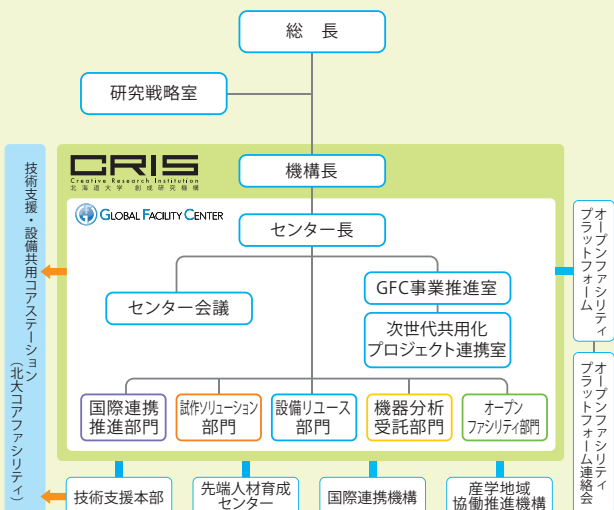 総　長
研究戦略室
CRIS
Creative Research Institution
北海道大学 創成研究機構
機構長
GLOBAL FACILITY CENTER
センター長
センター会議
GFC事業推進室
次世代共用化
プロジェクト連携室
国際連携
推進部門
試作ソリューション
部門
設備リユース
部門
機器分析
受託部門
オープン
ファシリティ部門
技術支援・設備共用コアステーション
（北大コアファシリティ）
オープンファシリティ
プラットフォーム
オープンファシリティ
プラットフォーム連絡会
技術支援本部
先端人材育成
センター
国際連携機構
産学地域
協働推進機構